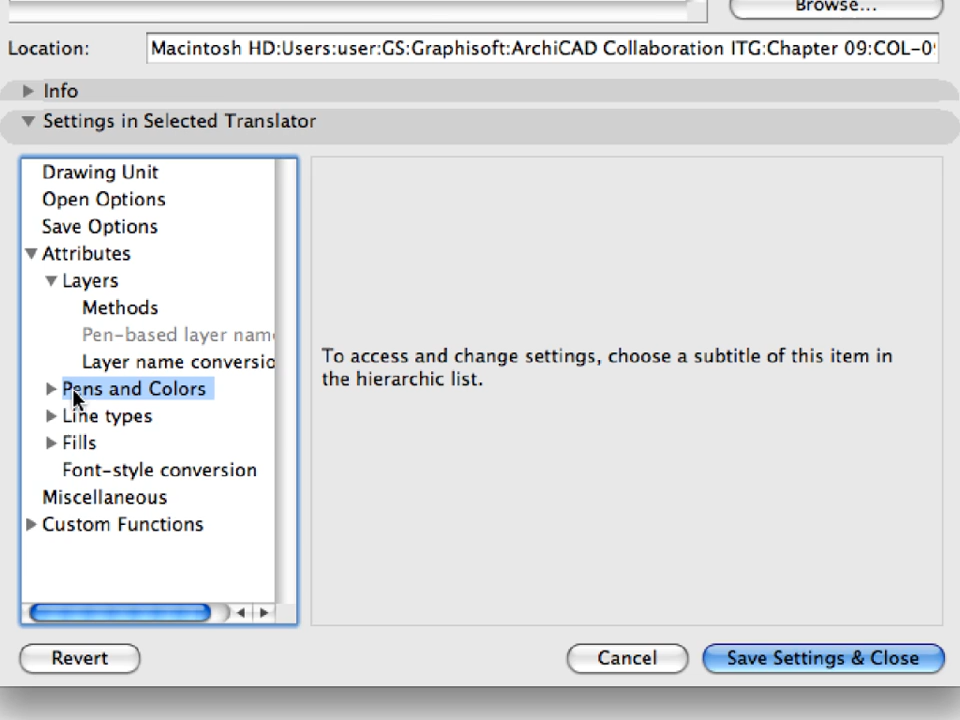 Browse...
Location: Macintosh HD:Users:user:GS:Graphisoft:ArchiCAD Collaboration ITG:Chapter 09:COL-0
Info
Settings in Selected Translator
Drawing Unit
Open Options
Save Options
Attributes
Layers
Methods
Pen-based layer nam
Layer name conversio
Pens and Colors
Line types
Fills
Font-style conversion
Miscellaneous
Custom Functions
To access and change settings, choose a subtitle of this item in
the hierarchic list.
Revert
Cancel
Save Settings & Close